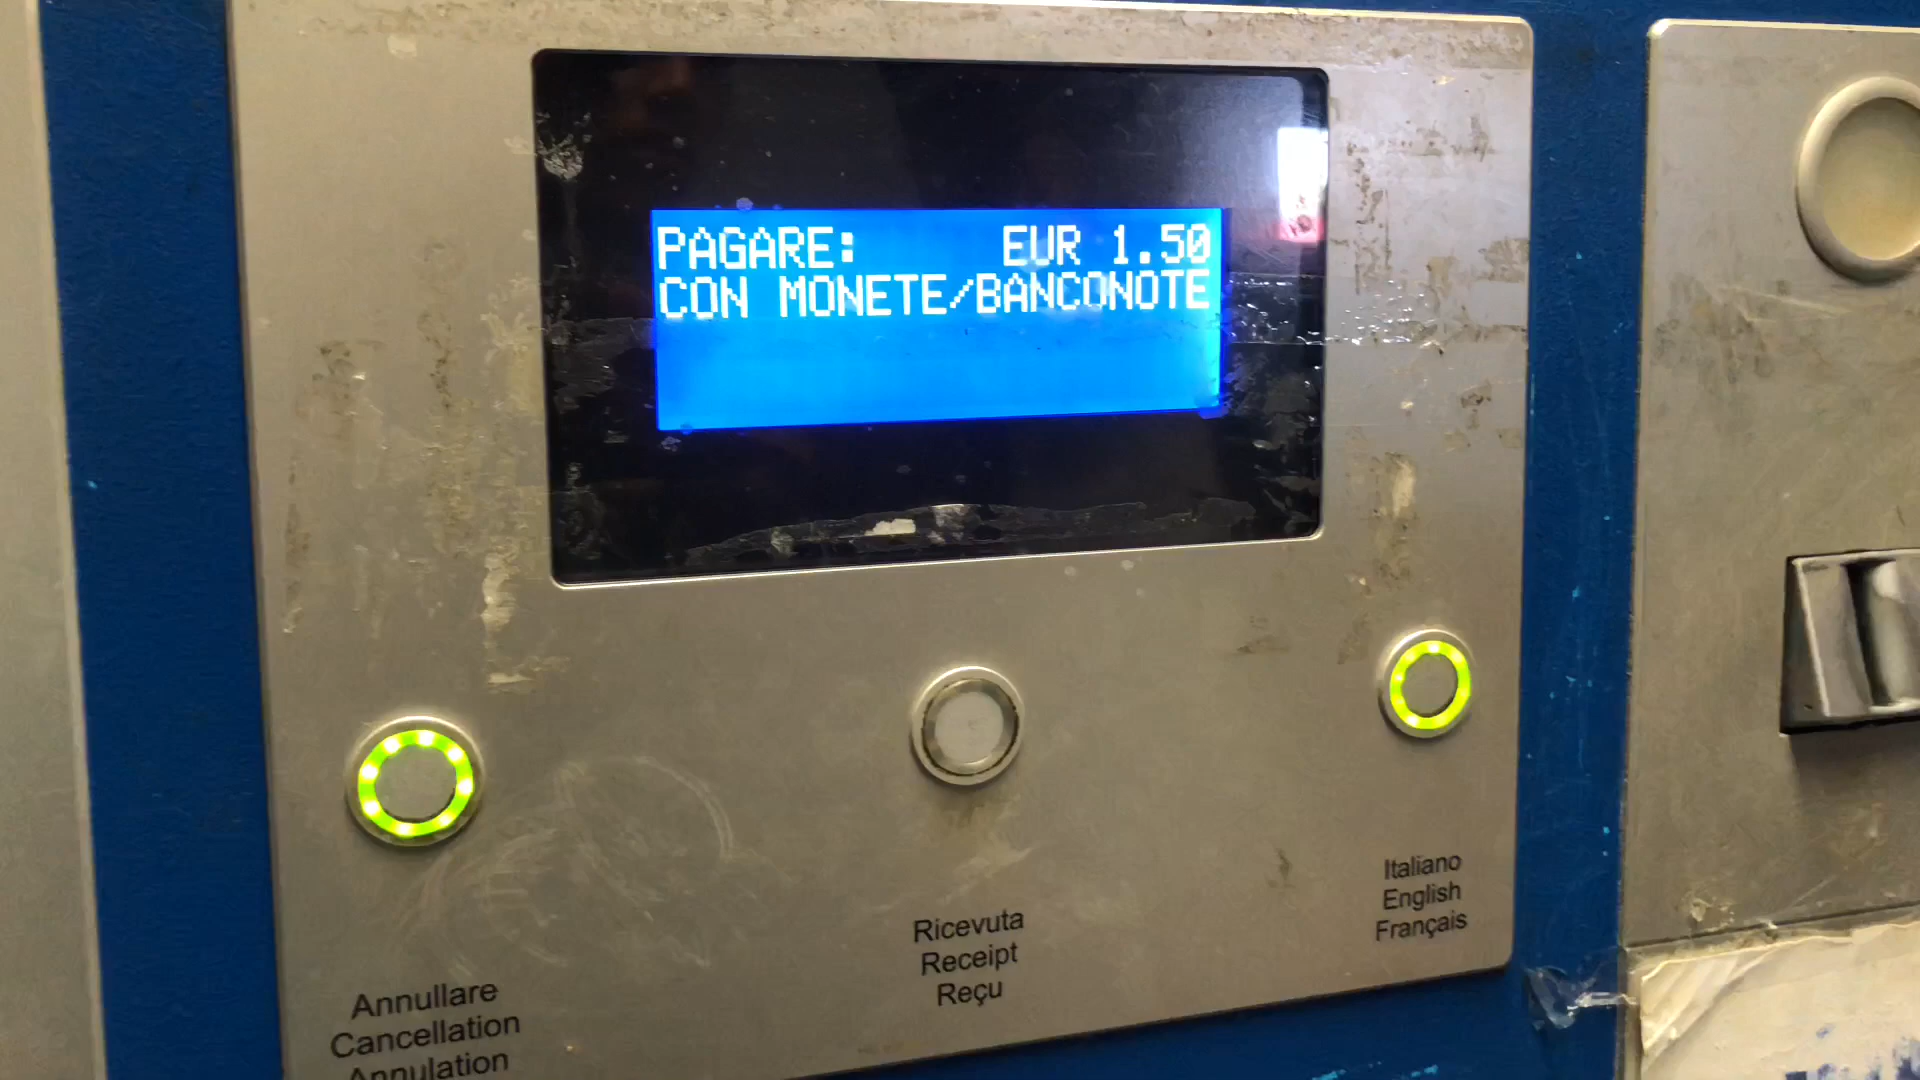 PAGARE: EUR 1.50
CON MONETE/BANCONOTE
Annullare
Cancellation
Annulation
Ricevuta
Receipt
Reçu
Italiano
English
Français